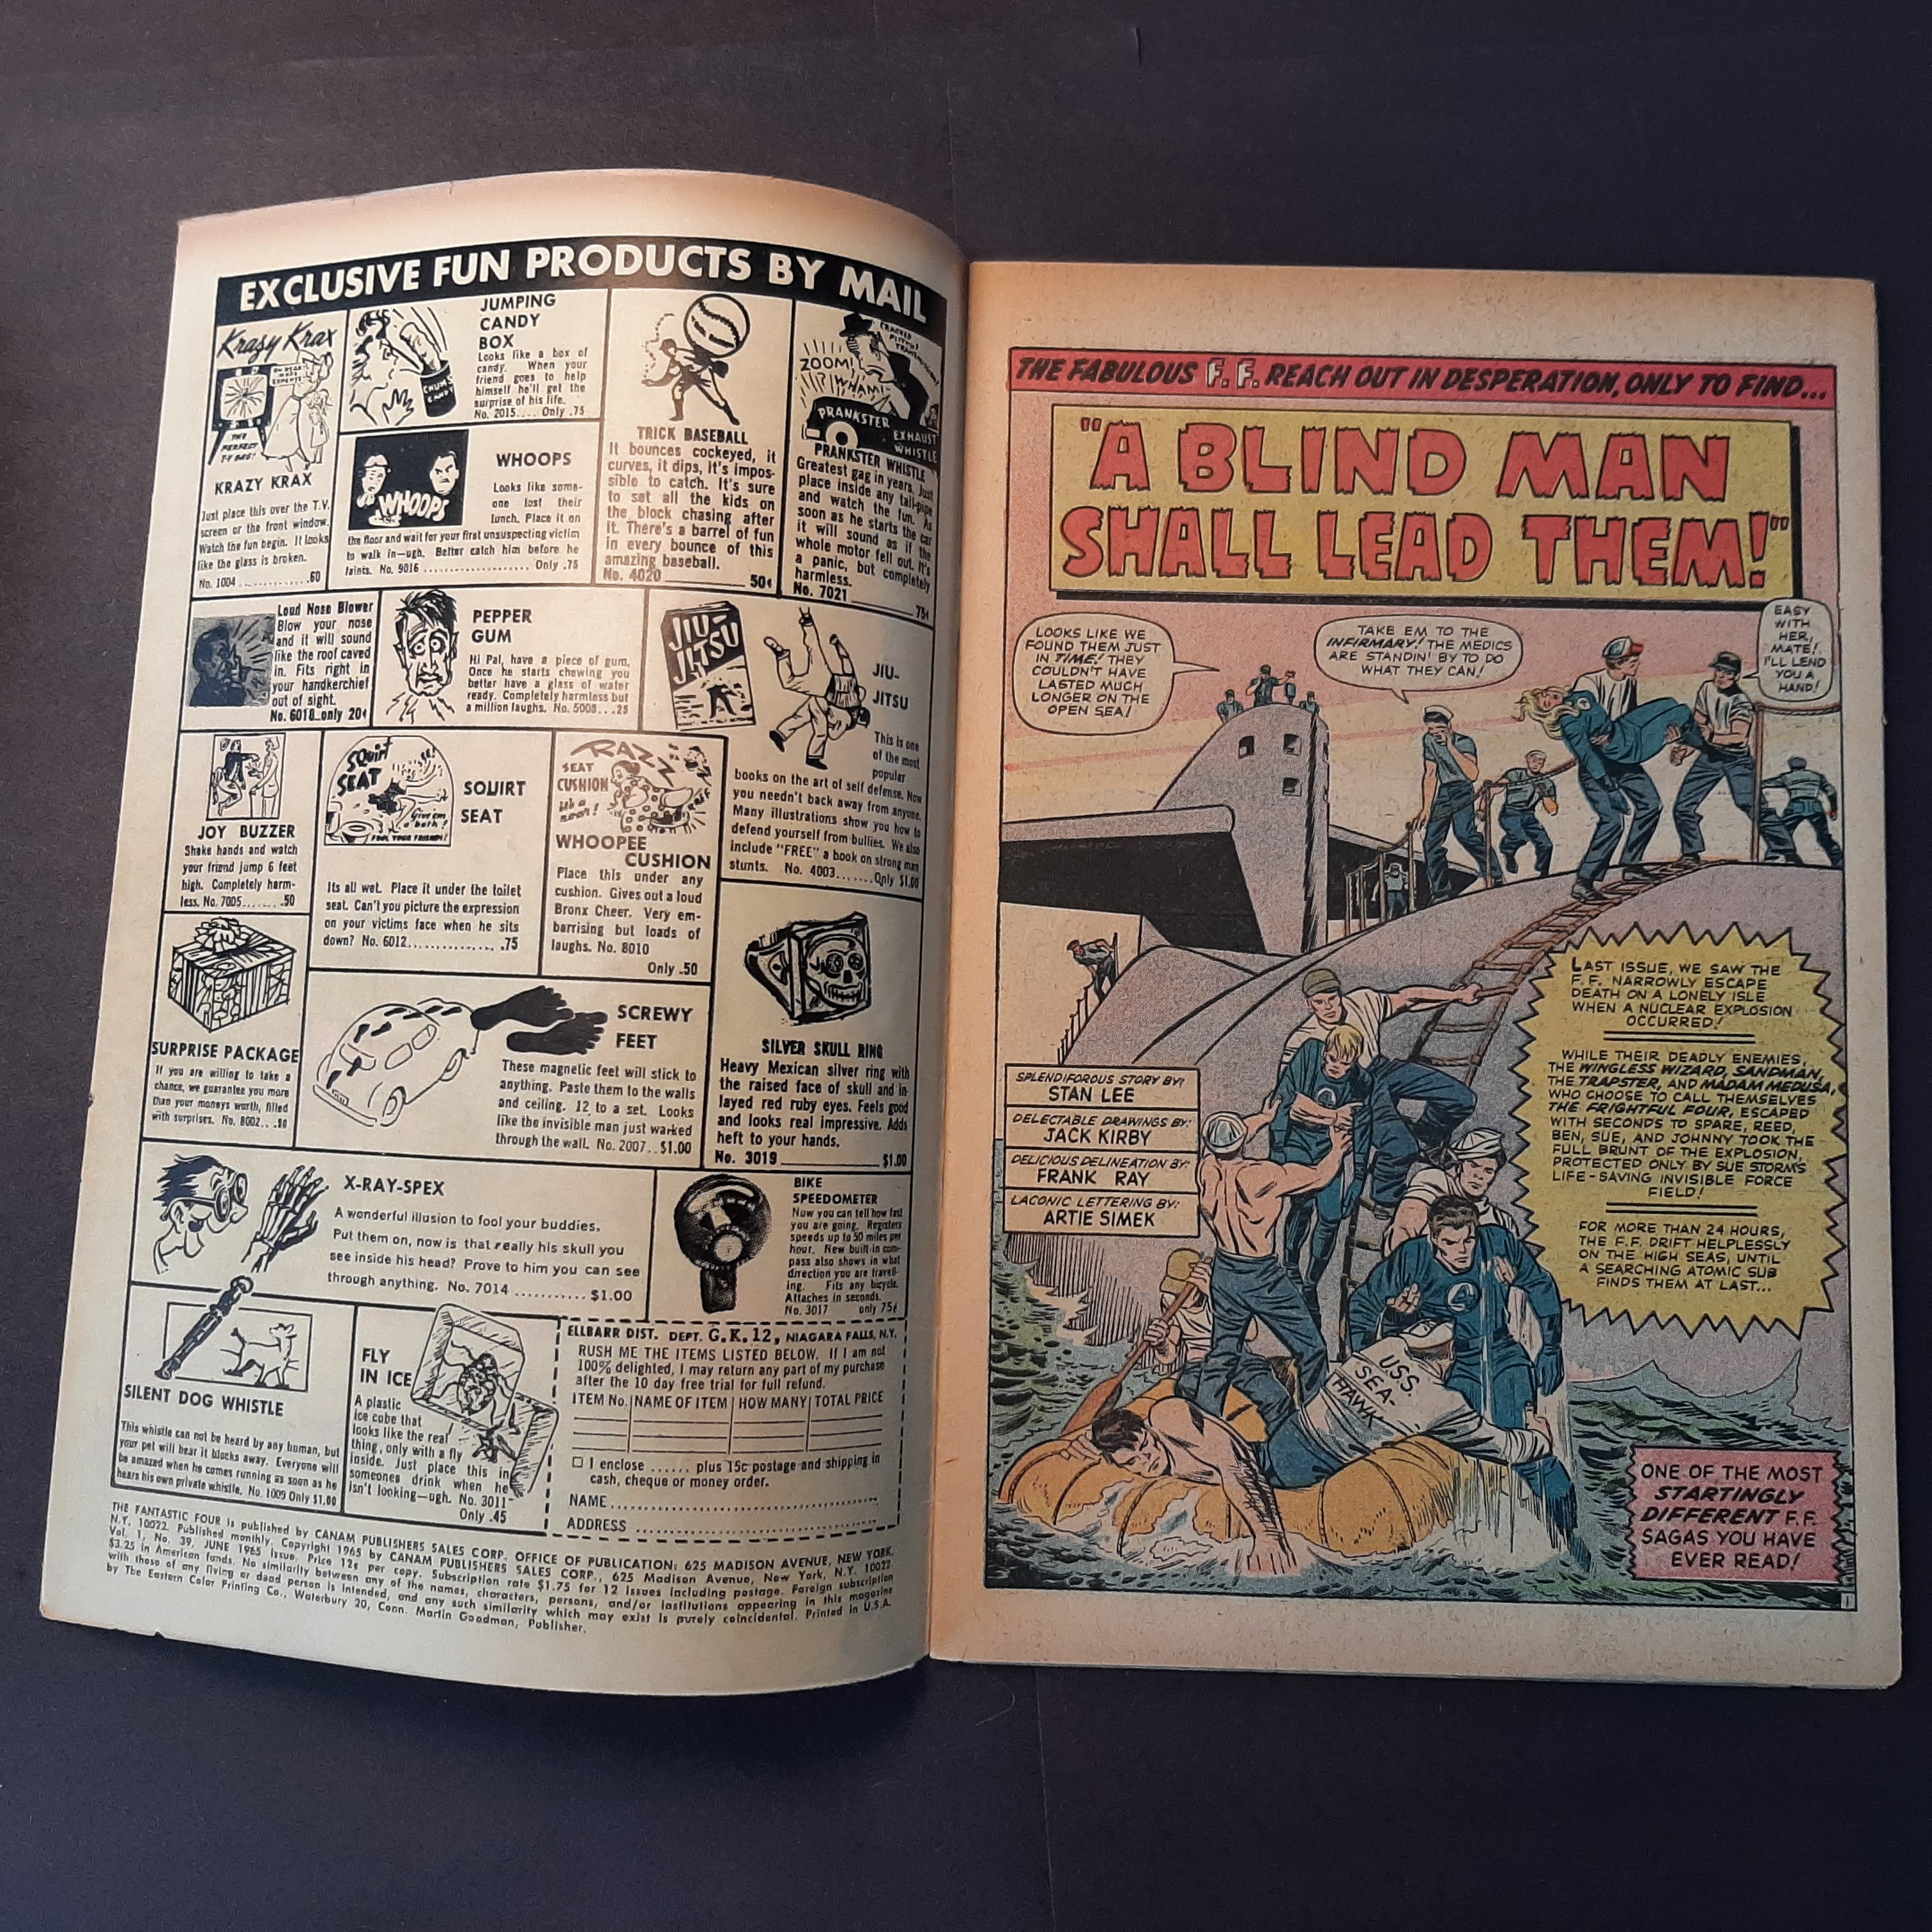 EXCLUSIVE FUN PRODUCTS BY MAIL
Krazy Krax
THE
PERFECT
T-V GAG!
KRAZY KRAX
Just place this over the T.V.
screen or the front window.
Watch the fun begin. It looks
like the glass is broken.
No. 1004 ............ .60
CANDY
JUMPING
CANDY
BOX
Looks like a box of
candy. When your
friend goes to help
himself he'll get the
surprise of his life.
No. 2015.... Only .75
WHOOPS
WHOOPS
Looks like some-
one lost their
lunch. Place it on
the floor and wait for your first unsuspecting victim
to walk in—ugh. Better catch him before he
faints. No. 9016 .................... Only .75
TRICK BASEBALL
It bounces cockeyed, it
curves, it dips, it's impos-
sible to catch. It's sure
to set all the kids on
the block chasing after
it. There's a barrel of fun
in every bounce of this
amazing baseball.
No. 4020 ________ 50¢
ZOOM!
WHAM!
PRANKSTER
EXHAUST
WHISTLE
PRANKSTER WHISTLE
Greatest gag in years. Just
place inside any tail-pipe
and watch the fun. As
soon as he starts the car
it will sound as if the
whole motor fell out. It's
a panic, but completely
harmless.
No. 7021 ________ 75¢
Loud Nose Blower
Blow your nose
and it will sound
like the roof caved
in. Fits right in
your handkerchief
out of sight.
No. 6018_only 20¢
PEPPER
GUM
Hi Pal, have a piece of gum.
Once he starts chewing you
better have a glass of water
ready. Completely harmless but
a million laughs. No. 5008...25
JIU-
JITSU
JIU-
JITSU
This is one
of the most
popular
books on the art of self defense. Now
you needn't back away from anyone.
Many illustrations show you how to
defend yourself from bullies. We also
include "FREE" a book on strong man
stunts. No. 4003.......Only $1.00
JOY BUZZER
Shake hands and watch
your friend jump 6 feet
high. Completely harm-
less. No. 7005....... .50
SQUIRT
SEAT
Give em
a bath!
FOOL YOUR FRIENDS!
SQUIRT
SEAT
Its all wet. Place it under the toilet
seat. Can't you picture the expression
on your victims face when he sits
down? No. 6012............... .75
RAZZ
SEAT
CUSHION
WHOOPEE
CUSHION
Place this under any
cushion. Gives out a loud
Bronx Cheer. Very em-
barrising but loads of
laughs. No. 8010
Only .50
SURPRISE PACKAGE
If you are willing to take a
chance, we guarantee you more
than your moneys worth, filled
with surprises. No. 8002...
SCREWY
FEET
These magnetic feet will stick to
anything. Paste them to the walls
and ceiling. 12 to a set. Looks
like the invisible man just walked
through the wall. No. 2007.. $1.00
SILVER SKULL RING
Heavy Mexican silver ring with
the raised face of skull and in-
layed red ruby eyes. Feels good
and looks real impressive. Adds
heft to your hands.
No. 3019 ____________ $1.00
X-RAY-SPEX
A wonderful illusion to fool your buddies.
Put them on, now is that really his skull you
see inside his head? Prove to him you can see
through anything. No. 7014 ........... $1.00
BIKE
SPEEDOMETER
Now you can tell how fast
you are going. Registers
speeds up to 50 miles per
hour. New built-in com-
pass also shows in what
direction you are travell-
ing. Fits any bicycle.
Attaches in seconds.
No. 3017 only 75¢
SILENT DOG WHISTLE
This whistle can not be heard by any human, but
your pet will hear it blocks away. Everyone will
be amazed when he comes running as soon as he
hears his own private whistle. No. 1009 Only $1.00
FLY
IN ICE
A plastic
ice cube that
looks like the real
thing, only with a fly
inside. Just place this in
someones drink when he
isn't looking—ugh. No. 3011
Only .45
ELLBARR DIST. DEPT. G.K.12, NIAGARA FALLS, N.Y.
RUSH ME THE ITEMS LISTED BELOW. If I am not
100% delighted, I may return any part of my purchase
after the 10 day free trial for full refund.
ITEM No. NAME OF ITEM HOW MANY TOTAL PRICE
I enclose ...... plus 15c postage and shipping in
cash, cheque or money order.
NAME ........................................
ADDRESS ....................................
THE FANTASTIC FOUR is published by CANAM PUBLISHERS SALES CORP. OFFICE OF PUBLICATION: 625 MADISON AVENUE, NEW YORK,
N.Y. 10022. Published monthly. Copyright 1965 by CANAM PUBLISHERS SALES CORP., 625 Madison Avenue, New York, N.Y. 10022.
Vol. 1, No. 39, JUNE 1965 issue. Price 12¢ per copy. Subscription rate $1.75 for 12 issues including postage. Foreign subscription
$3.25 in American funds. No similarity between any of the names, characters, persons, and/or institutions appearing in this magazine
with those of any living or dead person is intended, and any such similarity which may exist is purely coincidental. Printed in U.S.A.
by The Eastern Color Printing Co., Waterbury 20, Conn. Martin Goodman, Publisher.
THE FABULOUS F.F. REACH OUT IN DESPERATION, ONLY TO FIND...
"A BLIND MAN
SHALL LEAD THEM!"
LOOKS LIKE WE
FOUND THEM JUST
IN TIME! THEY
COULDN'T HAVE
LASTED MUCH
LONGER ON THE
OPEN SEA!
TAKE EM TO THE
INFIRMARY! THE MEDICS
ARE STANDIN' BY TO DO
WHAT THEY CAN!
EASY
WITH
HER,
MATE!
I'LL LEND
YOU A
HAND!
LAST ISSUE, WE SAW THE
F.F. NARROWLY ESCAPE
DEATH ON A LONELY ISLE
WHEN A NUCLEAR EXPLOSION
OCCURRED!
WHILE THEIR DEADLY ENEMIES,
THE WINGLESS WIZARD, SANDMAN,
THE TRAPSTER, AND MADAM MEDUSA,
WHO CHOOSE TO CALL THEMSELVES
THE FRIGHTFUL FOUR, ESCAPED
WITH SECONDS TO SPARE, REED,
BEN, SUE, AND JOHNNY TOOK THE
FULL BRUNT OF THE EXPLOSION,
PROTECTED ONLY BY SUE STORM'S
LIFE-SAVING INVISIBLE FORCE
FIELD!
FOR MORE THAN 24 HOURS,
THE F.F. DRIFT HELPLESSLY
ON THE HIGH SEAS, UNTIL
A SEARCHING ATOMIC SUB
FINDS THEM AT LAST...
SPLENDIFOROUS STORY BY:
STAN LEE
DELECTABLE DRAWINGS BY:
JACK KIRBY
DELICIOUS DELINEATION BY:
FRANK RAY
LACONIC LETTERING BY:
ARTIE SIMEK
U.S.S.
SEA-
HAWK
ONE OF THE MOST
STARTINGLY
DIFFERENT F.F.
SAGAS YOU HAVE
EVER READ!
1